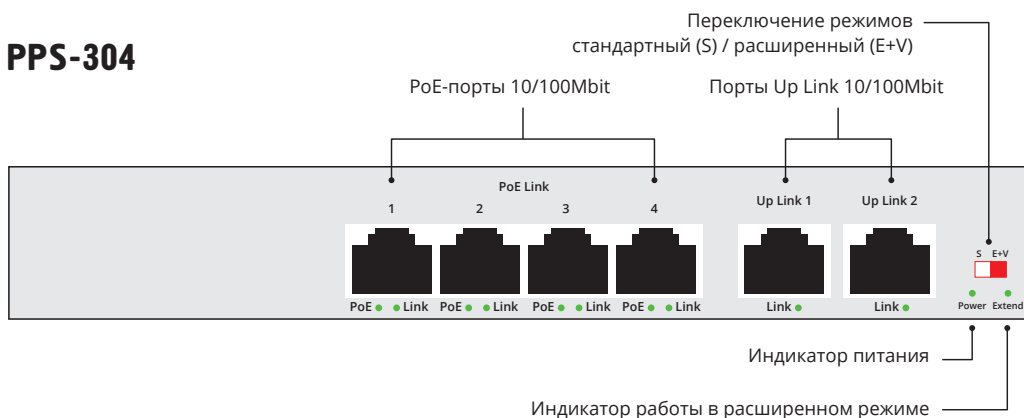 Переключение режимов
стандартный (S) / расширенный (E+V)
PPS-304
PoE-порты 10/100Mbit
Порты Up Link 10/100Mbit
PoE Link
1 2 3 4
Up Link 1 Up Link 2
S E+V
PoE Link PoE Link PoE Link PoE Link Link Link
Power Extend
Индикатор питания
Индикатор работы в расширенном режиме